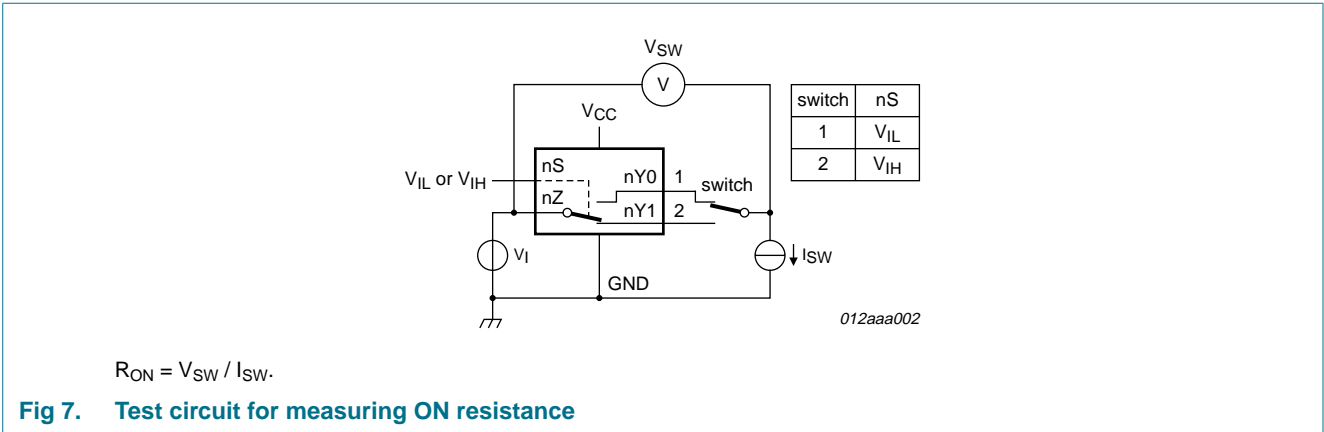 VSW
V
VCC
switch nS
1 VIL
2 VIH
VIL or VIH
nS
nZ
nY0
nY1
1
2
switch
VI
ISW
GND
012aaa002
RON = VSW / ISW.
Fig 7. Test circuit for measuring ON resistance